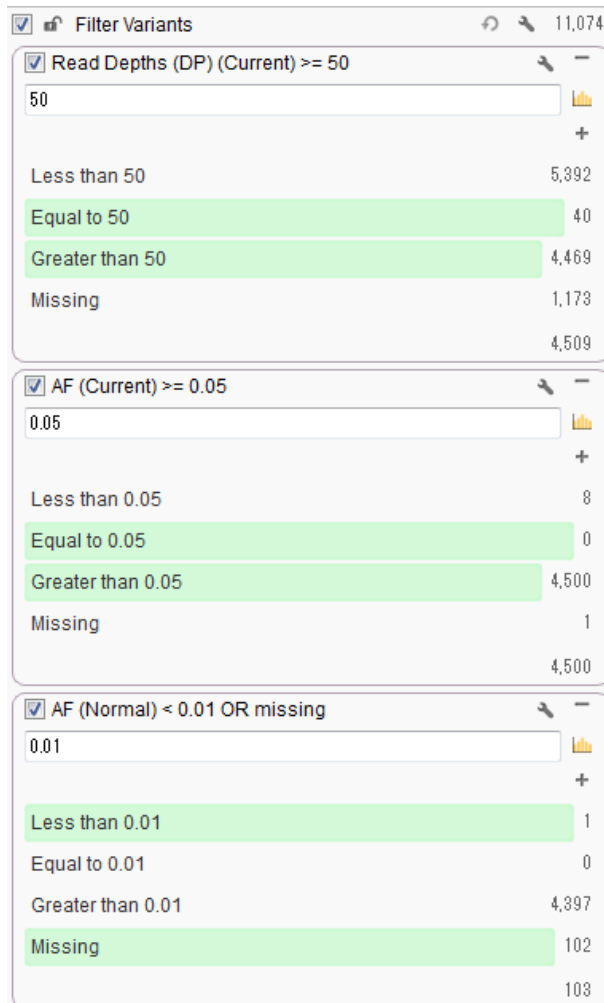 Filter Variants 11,074
Read Depths (DP) (Current) >= 50
50
Less than 50 5,392
Equal to 50 40
Greater than 50 4,469
Missing 1,173
4,509
AF (Current) >= 0.05
0.05
Less than 0.05 8
Equal to 0.05 0
Greater than 0.05 4,500
Missing 1
4,500
AF (Normal) < 0.01 OR missing
0.01
Less than 0.01 1
Equal to 0.01 0
Greater than 0.01 4,397
Missing 102
103